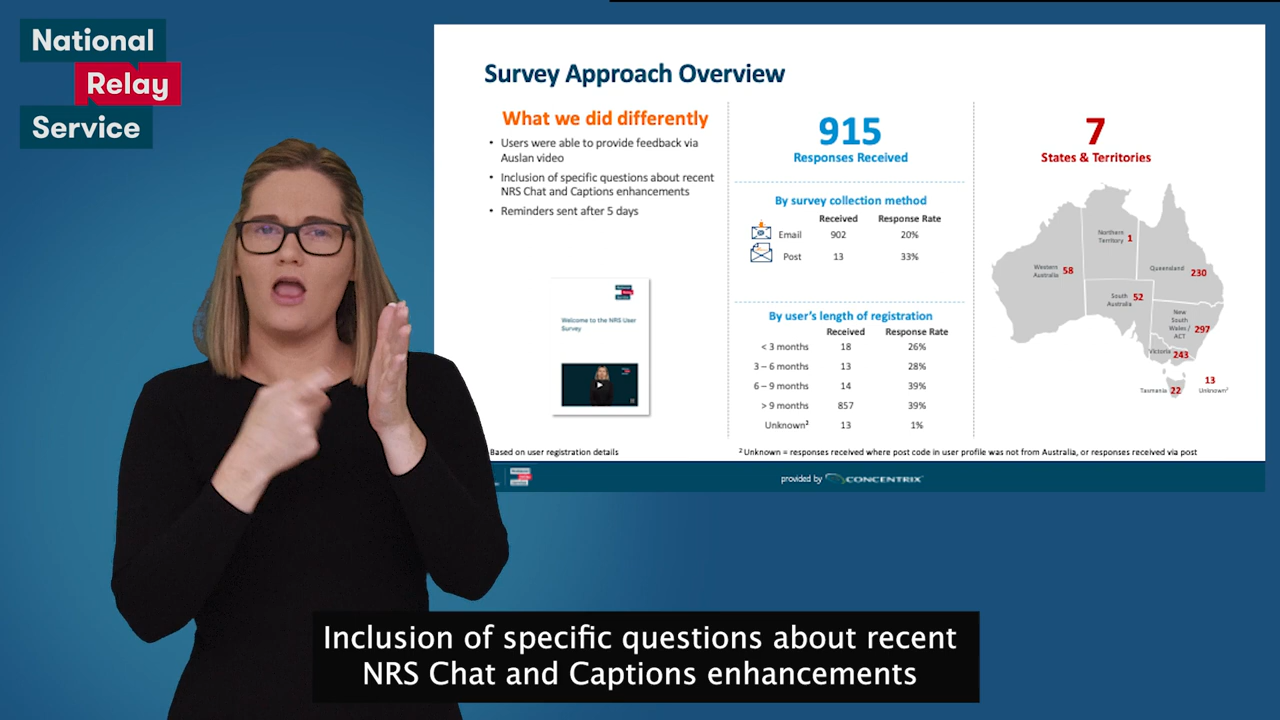 National
Relay
Service
Survey Approach Overview
What we did differently
• Users were able to provide feedback via
Auslan video
• Inclusion of specific questions about recent
NRS Chat and Captions enhancements
• Reminders sent after 5 days
Welcome to the NRS User
Survey
Based on user registration details
915
Responses Received
By survey collection method
Received Response Rate
Email 902 20%
Post 13 33%
By user's length of registration
Received Response Rate
< 3 months 18 26%
3 – 6 months 13 28%
6 – 9 months 14 39%
> 9 months 857 39%
Unknown² 13 1%
7
States & Territories
Northern
Territory 1
Western
Australia 58
Queensland 230
South
Australia 52
New
South
Wales /
ACT 297
Victoria 243
Tasmania 22
13
Unknown²
² Unknown = responses received where post code in user profile was not from Australia, or responses received via post
provided by CONCENTRIX
Inclusion of specific questions about recent
NRS Chat and Captions enhancements